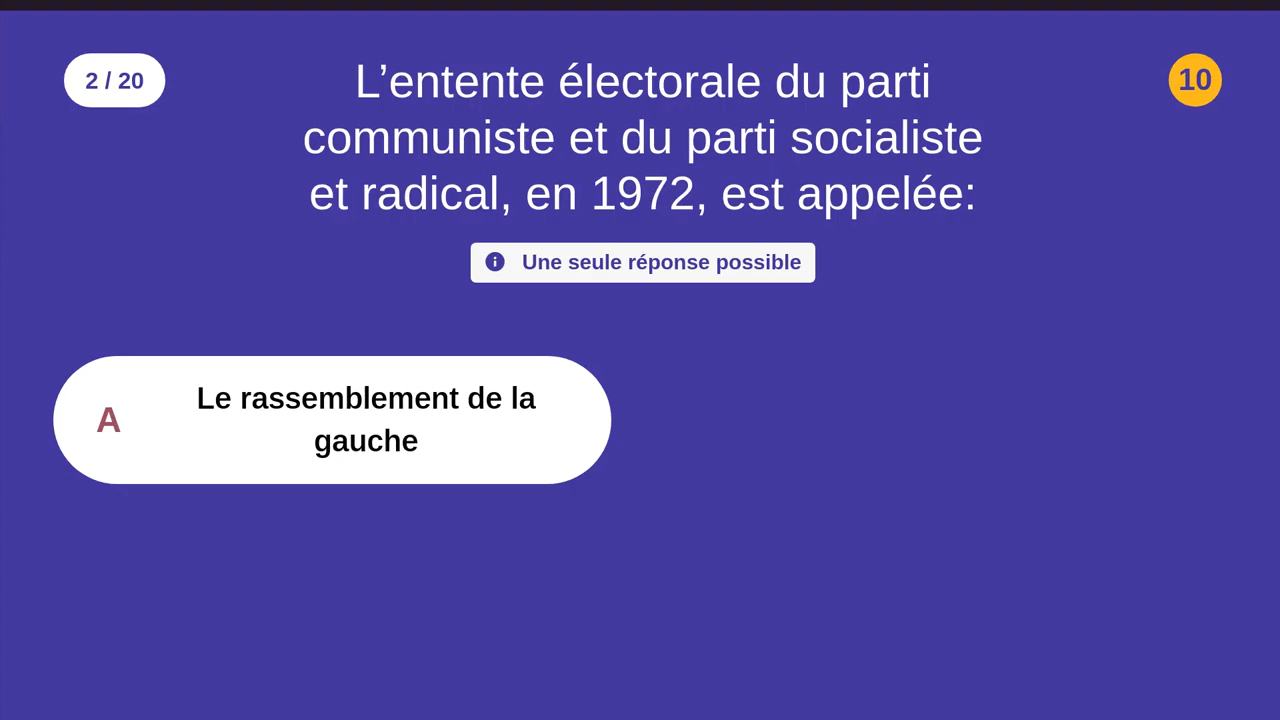 2 / 20
L’entente électorale du parti
communiste et du parti socialiste
et radical, en 1972, est appelée:
10
Une seule réponse possible
A
Le rassemblement de la
gauche